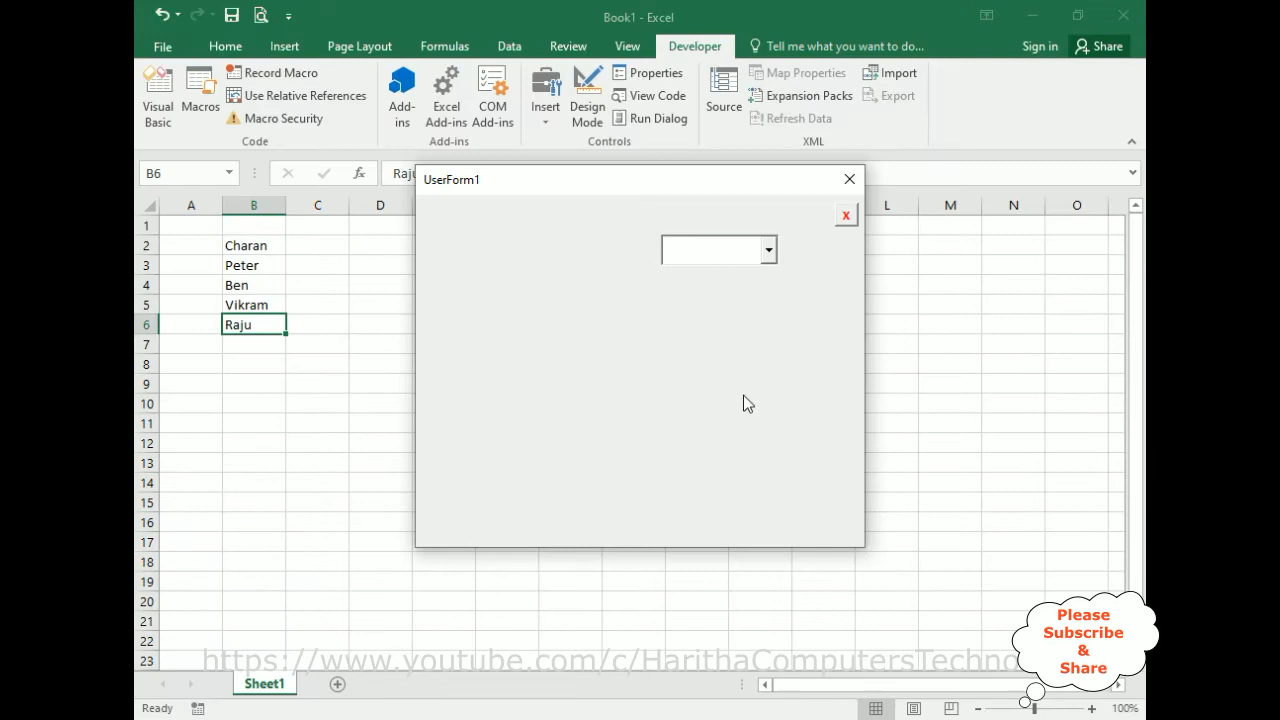 Book1 - Excel
File Home Insert Page Layout Formulas Data Review View Developer Tell me what you want to do... Sign in Share
Visual Basic
Macros
Record Macro
Use Relative References
Macro Security
Code
Add-ins
Excel Add-ins
COM Add-ins
Add-ins
Insert
Design Mode
Properties
View Code
Run Dialog
Controls
Source
Map Properties
Expansion Packs
Refresh Data
Import
Export
XML
B6 fx Raju
UserForm1
x
A B C D L M N O
1
2 Charan
3 Peter
4 Ben
5 Vikram
6 Raju
7
8
9
10
11
12
13
14
15
16
17
18
19
20
21
22
23
Please
Subscribe
&
Share
https://www.youtube.com/c/HarithaComputersTechno
Sheet1
Ready 100%